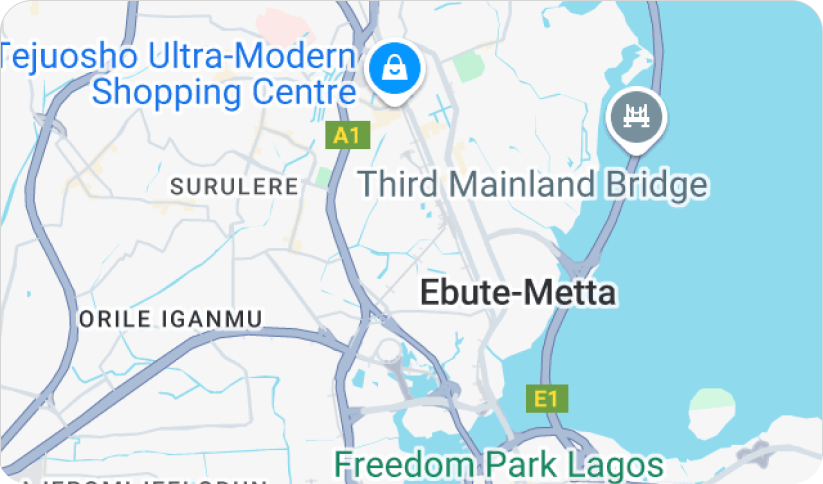 Tejuosho Ultra-Modern
Shopping Centre
A1
SURULERE
Third Mainland Bridge
Ebute-Metta
ORILE IGANMU
E1
Freedom Park Lagos